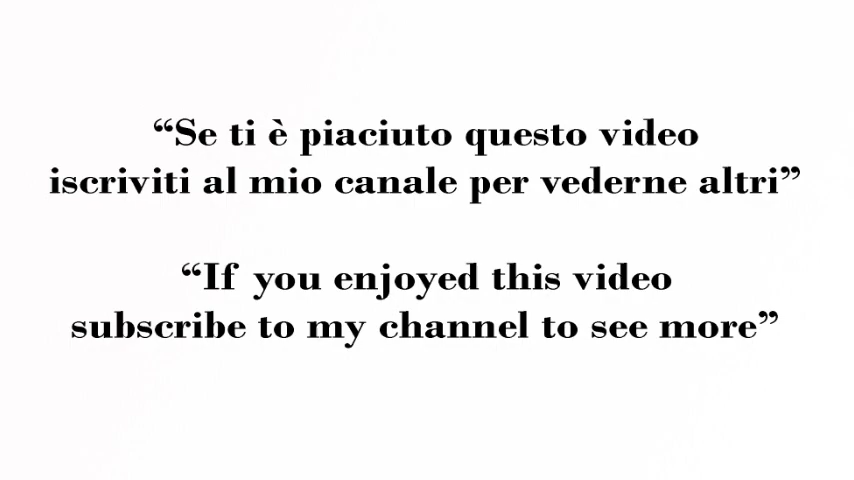 “Se ti è piaciuto questo video
iscriviti al mio canale per vederne altri”
“If you enjoyed this video
subscribe to my channel to see more”